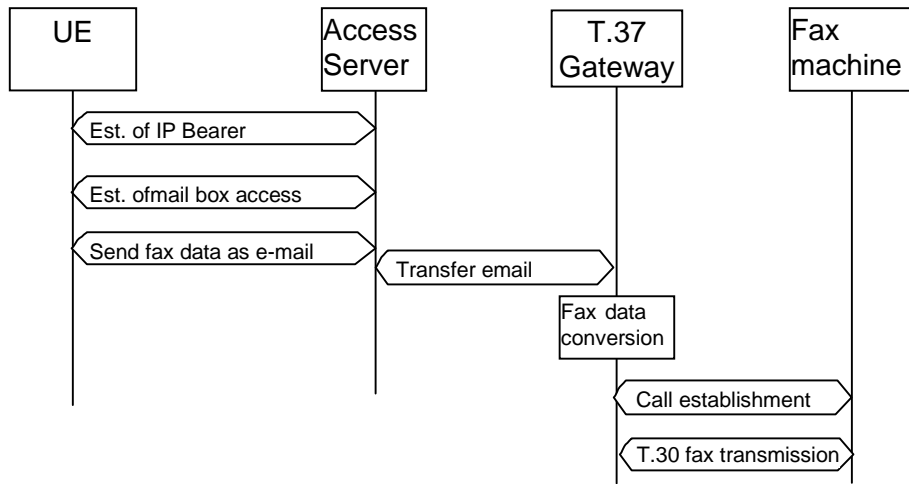 UE
Access
Server
T.37
Gateway
Fax
machine
Est. of IP Bearer
Est. ofmail box access
Send fax data as e-mail
Transfer email
Fax data
conversion
Call establishment
T.30 fax transmission